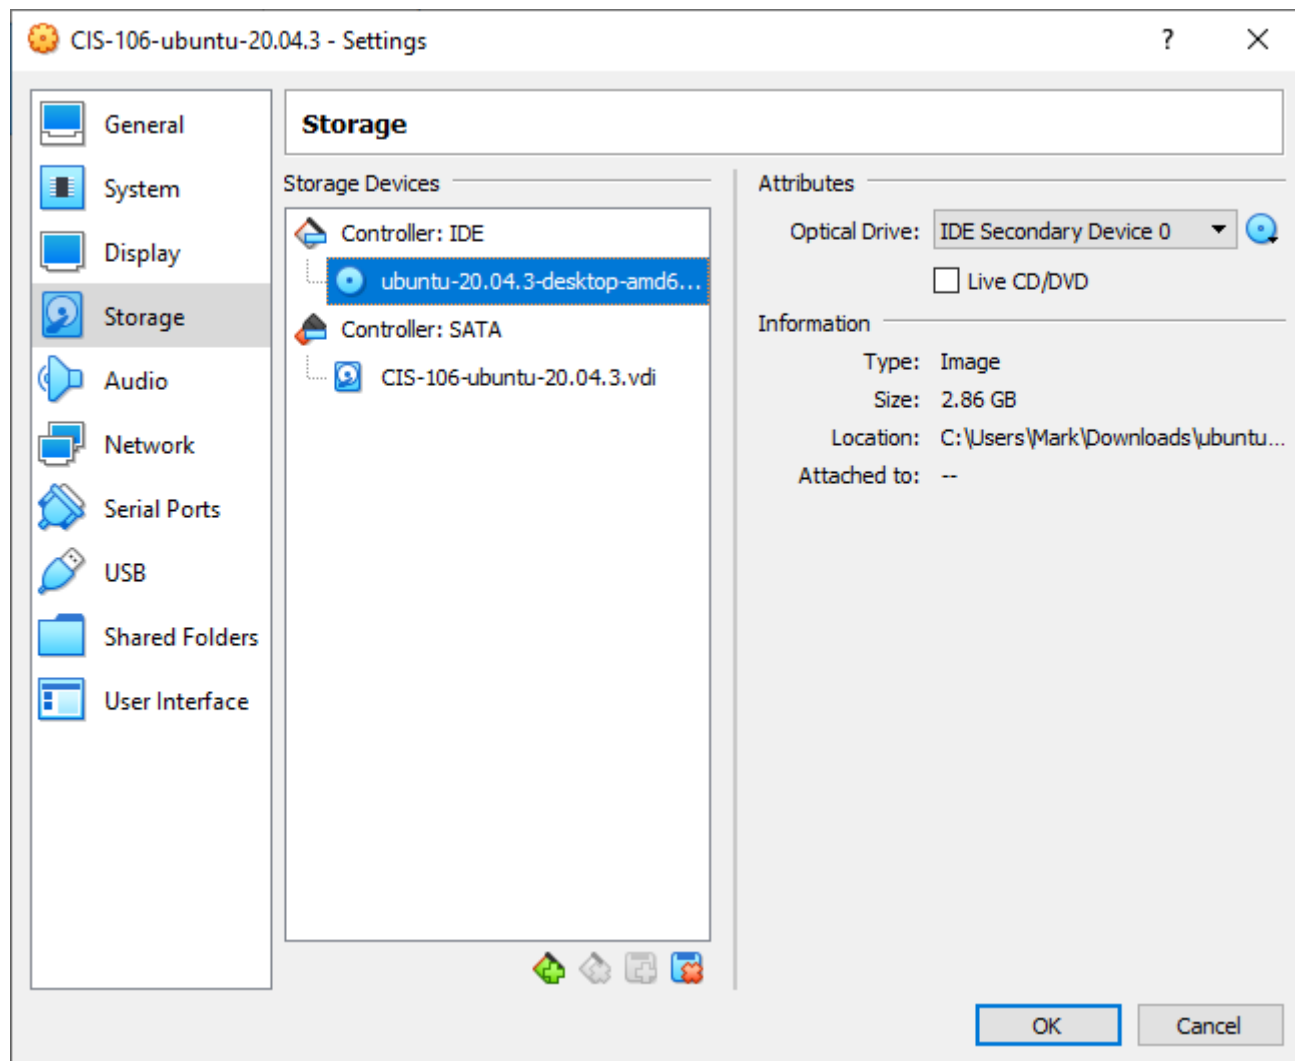 CIS-106-ubuntu-20.04.3 - Settings
?
General
System
Display
Storage
Audio
Network
Serial Ports
USB
Shared Folders
User Interface
Storage
Storage Devices
Controller: IDE
ubuntu-20.04.3-desktop-amd6...
Controller: SATA
CIS-106-ubuntu-20.04.3.vdi
Attributes
Optical Drive: IDE Secondary Device 0
Live CD/DVD
Information
Type: Image
Size: 2.86 GB
Location: C:\Users\Mark\Downloads\ubuntu...
Attached to: --
OK Cancel